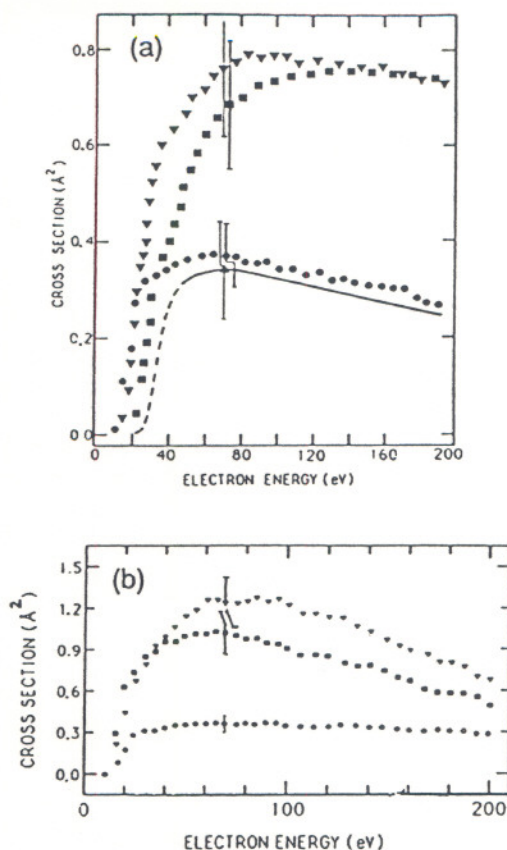 (a)
0.8
0.6
0.4
0.2
0.0
CROSS SECTION (Å²)
0 40 80 120 160 200
ELECTRON ENERGY (eV)
(b)
1.5
1.2
0.9
0.6
0.3
0.0
CROSS SECTION (Å²)
0 100 200
ELECTRON ENERGY (eV)